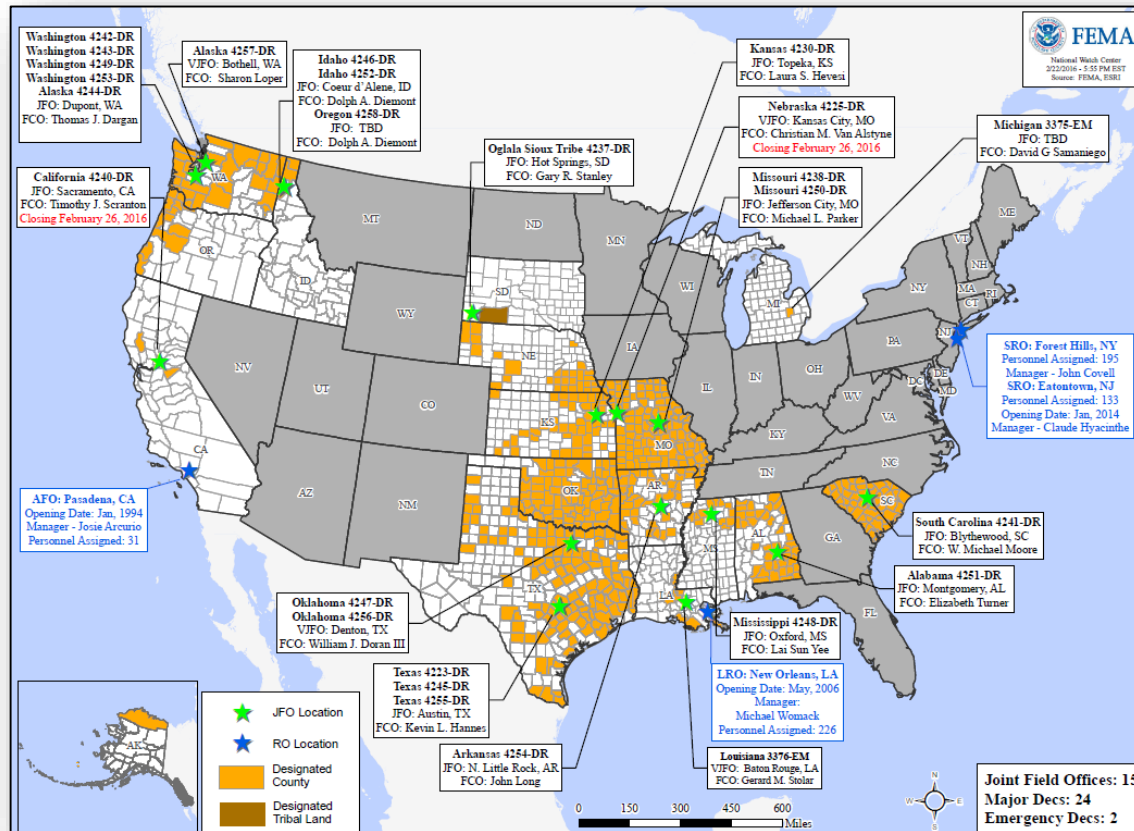 FEMA
National Watch Center
2/22/2016 - 5:55 PM EST
Source: FEMA, ESRI
Washington 4242-DR
Washington 4243-DR
Washington 4249-DR
Washington 4253-DR
Alaska 4244-DR
JFO: Dupont, WA
FCO: Thomas J. Dargan
Alaska 4257-DR
VJFO: Bothell, WA
FCO: Sharon Loper
Idaho 4246-DR
Idaho 4252-DR
JFO: Coeur d'Alene, ID
FCO: Dolph A. Diemont
Oregon 4258-DR
JFO: TBD
FCO: Dolph A. Diemont
Kansas 4230-DR
JFO: Topeka, KS
FCO: Laura S. Hevesi
Nebraska 4225-DR
VJFO: Kansas City, MO
FCO: Christian M. Van Alstyne
Closing February 26, 2016
Michigan 3375-EM
JFO: TBD
FCO: David G Samaniego
Oglala Sioux Tribe 4237-DR
JFO: Hot Springs, SD
FCO: Gary R. Stanley
Missouri 4238-DR
Missouri 4250-DR
JFO: Jefferson City, MO
FCO: Michael L. Parker
California 4240-DR
JFO: Sacramento, CA
FCO: Timothy J. Scranton
Closing February 26, 2016
WA
MT
ND
MN
ME
VT
NH
OR
ID
SD
WI
MI
NY
MA
CT
RI
WY
IA
PA
NJ
NV
NE
IL
IN
OH
DE
DC
MD
UT
CO
KS
MO
WV
VA
KY
CA
AZ
NM
OK
AR
TN
NC
SC
TX
LA
MS
AL
GA
FL
AK
SRO: Forest Hills, NY
Personnel Assigned: 195
Manager - John Covell
SRO: Eatontown, NJ
Personnel Assigned: 133
Opening Date: Jan, 2014
Manager - Claude Hyacinthe
AFO: Pasadena, CA
Opening Date: Jan, 1994
Manager - Josie Arcurio
Personnel Assigned: 31
South Carolina 4241-DR
JFO: Blythewood, SC
FCO: W. Michael Moore
Alabama 4251-DR
JFO: Montgomery, AL
FCO: Elizabeth Turner
Oklahoma 4247-DR
Oklahoma 4256-DR
VJFO: Denton, TX
FCO: William J. Doran III
Mississippi 4248-DR
JFO: Oxford, MS
FCO: Lai Sun Yee
Texas 4223-DR
Texas 4245-DR
Texas 4255-DR
JFO: Austin, TX
FCO: Kevin L. Hannes
LRO: New Orleans, LA
Opening Date: May, 2006
Manager:
Michael Womack
Personnel Assigned: 226
Arkansas 4254-DR
JFO: N. Little Rock, AR
FCO: John Long
Louisiana 3376-EM
VJFO: Baton Rouge, LA
FCO: Gerard M. Stolar
JFO Location
RO Location
Designated
County
Designated
Tribal Land
0 150 300 450 600
Miles
N
W E
S
Joint Field Offices: 15
Major Decs: 24
Emergency Decs: 2